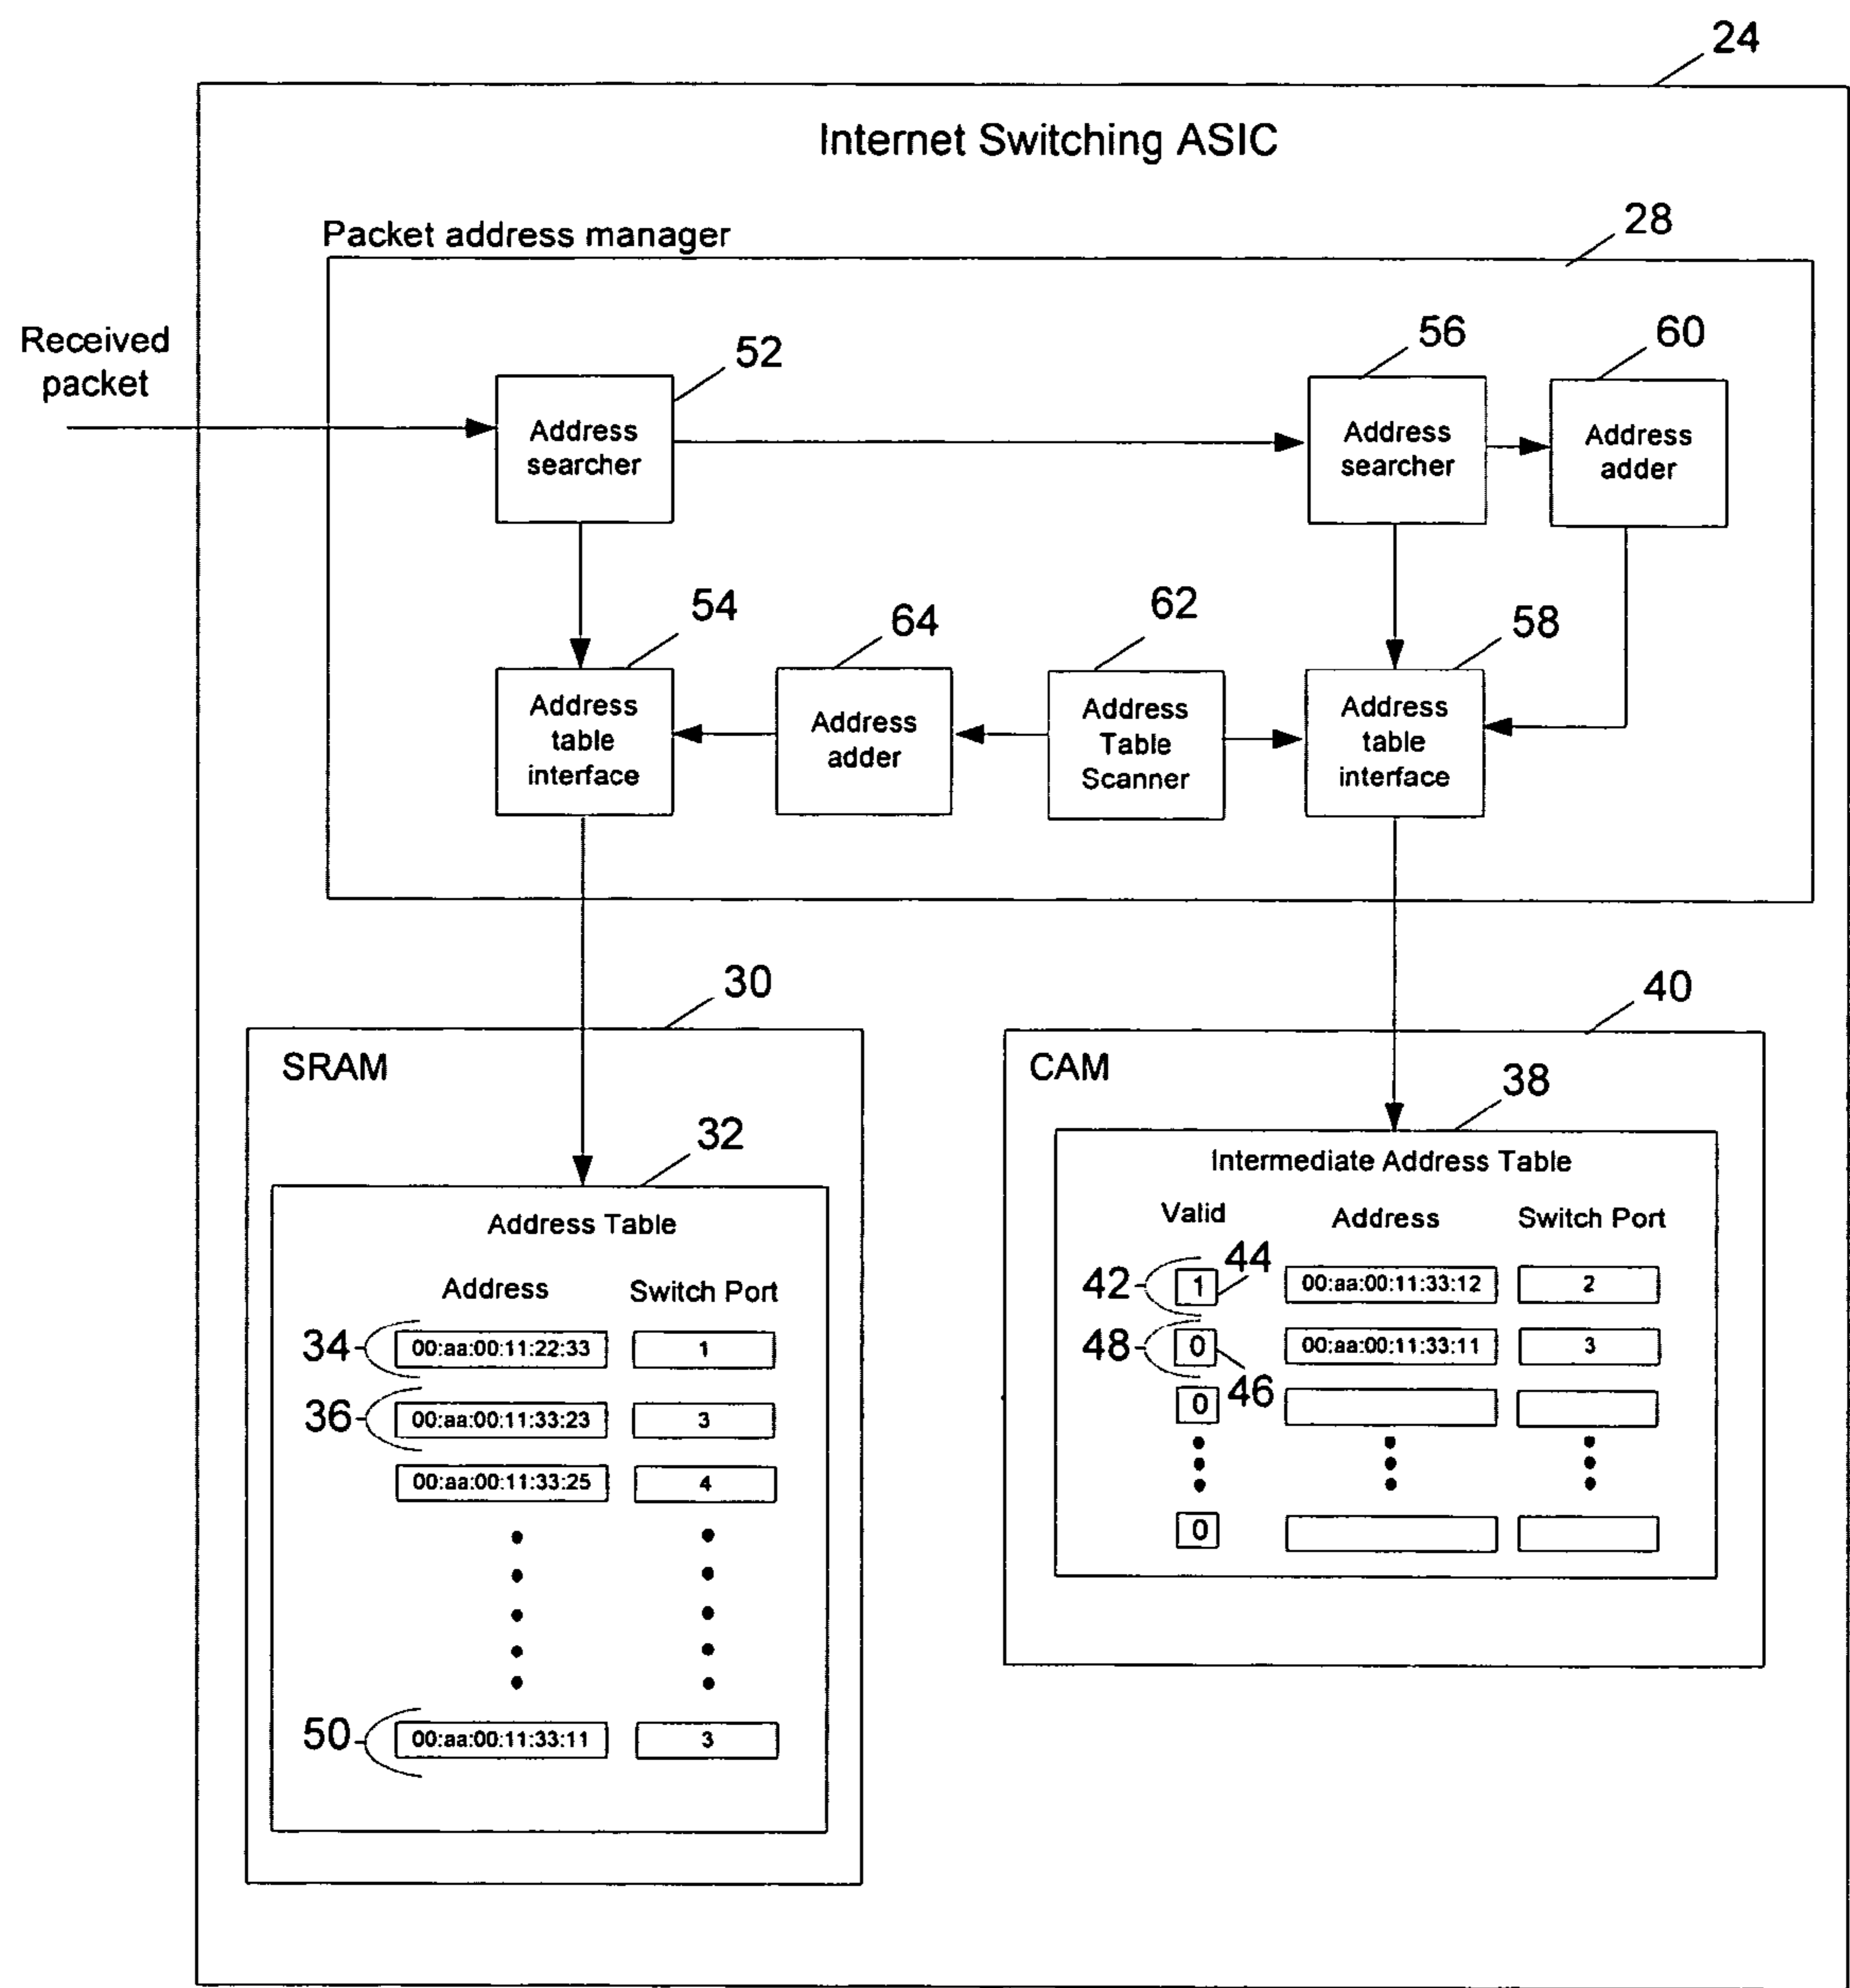 24
Internet Switching ASIC
Packet address manager
28
Received
packet
52
Address
searcher
56
Address
searcher
60
Address
adder
54
Address
table
interface
64
Address
adder
62
Address
Table
Scanner
58
Address
table
interface
30
SRAM
32
Address Table
Address Switch Port
34 00:aa:00:11:22:33 1
36 00:aa:00:11:33:23 3
00:aa:00:11:33:25 4
50 00:aa:00:11:33:11 3
40
CAM
38
Intermediate Address Table
Valid Address Switch Port
42 1 44 00:aa:00:11:33:12 2
48 0 46 00:aa:00:11:33:11 3
0
0